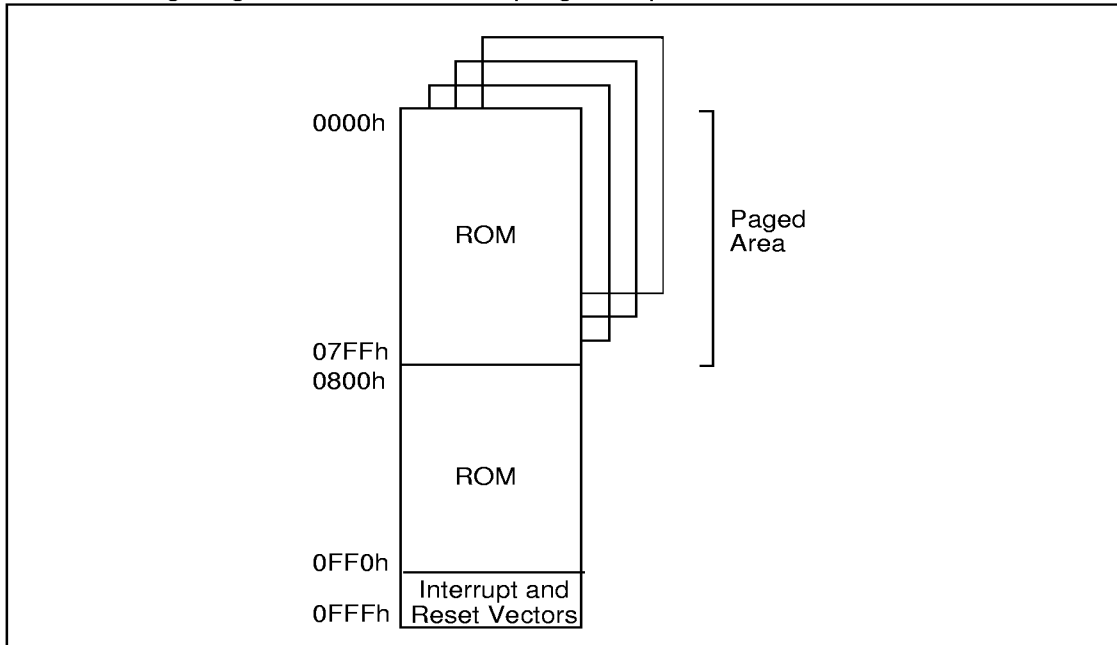 0000h
ROM
Paged
Area
07FFh
0800h
ROM
0FF0h
Interrupt and
Reset Vectors
0FFFh